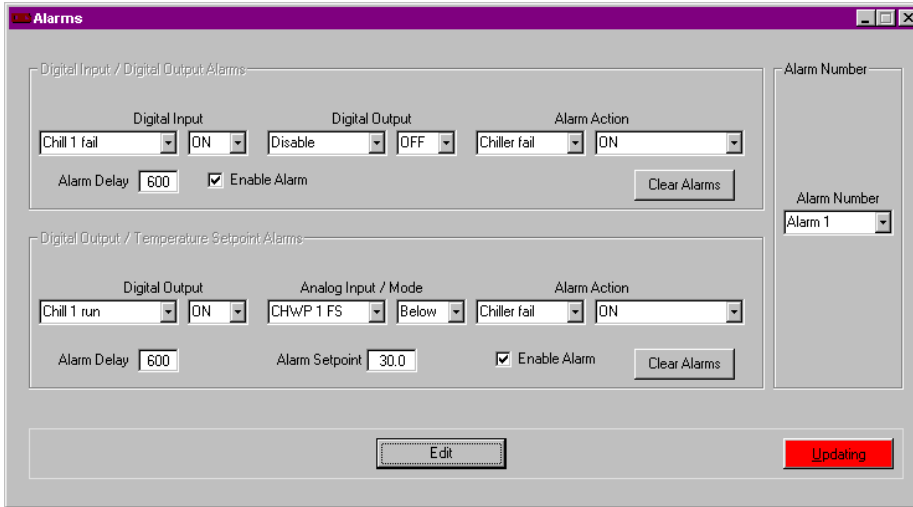 Alarms
Digital Input / Digital Output Alarms
Alarm Number
Digital Input Digital Output Alarm Action
Chill 1 fail ON Disable OFF Chiller fail ON
Alarm Delay 600 Enable Alarm Clear Alarms
Alarm Number
Alarm 1
Digital Output / Temperature Setpoint Alarms
Digital Output Analog Input / Mode Alarm Action
Chill 1 run ON CHWP 1 FS Below Chiller fail ON
Alarm Delay 600 Alarm Setpoint 30.0 Enable Alarm Clear Alarms
Edit Updating